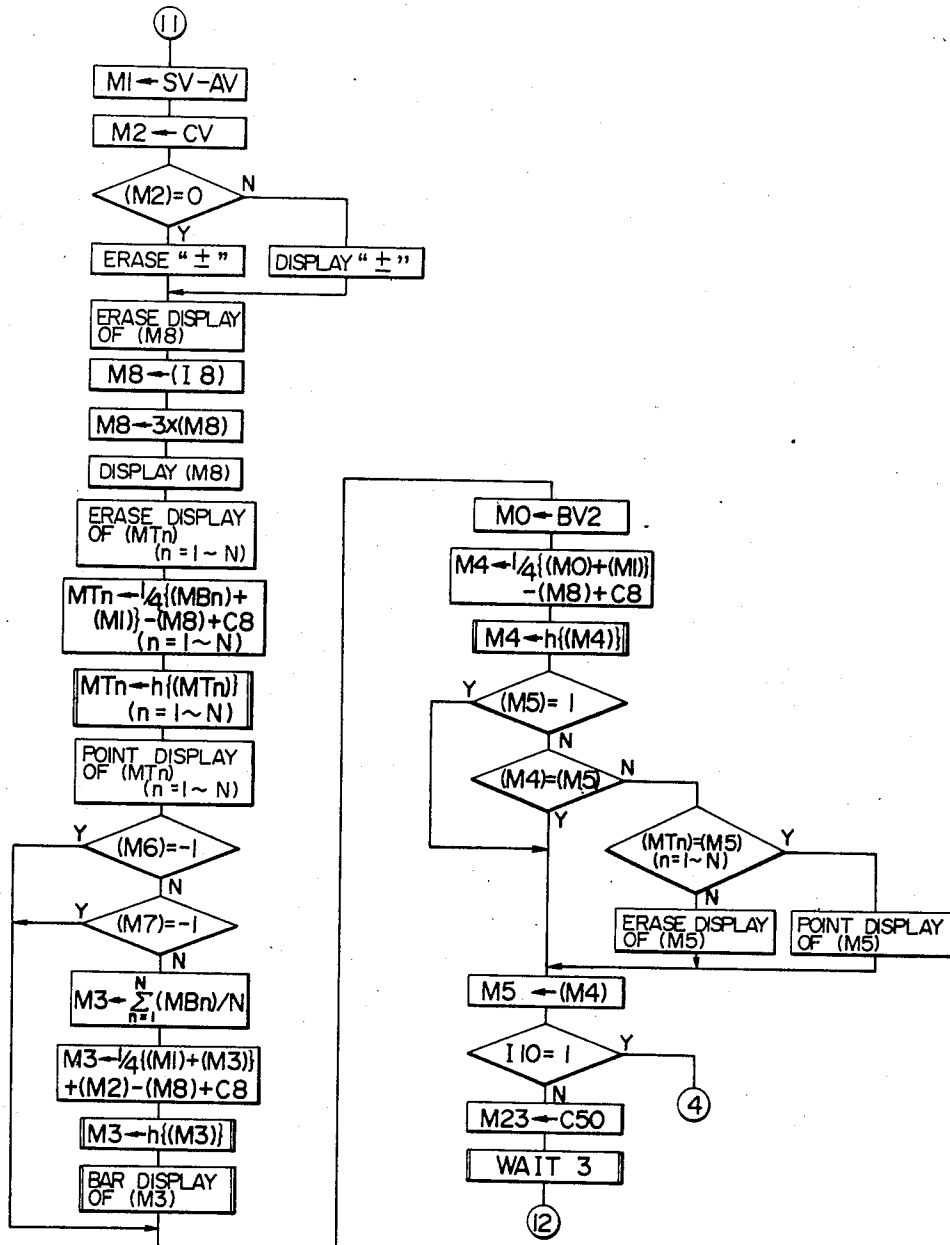 11
M1←SV-AV
M2←CV
(M2)=0
N
Y
ERASE "±"
DISPLAY "±"
ERASE DISPLAY
OF (M8)
M8←(I 8)
M8←3x(M8)
DISPLAY (M8)
ERASE DISPLAY
OF (MTn)
(n=1~N)
MTn←1/4{(MBn)+
(M1)}-(M8)+C8
(n=1~N)
MTn←h{(MTn)}
(n=1~N)
POINT DISPLAY
OF (MTn)
(n=1~N)
Y
(M6)=-1
N
Y
(M7)=-1
N
M3←N∑n=1(MBn)/N
M3←1/4{(M1)+(M3)}
+(M2)-(M8)+C8
M3←h{(M3)}
BAR DISPLAY
OF (M3)
M0←BV2
M4←1/4{(M0)+(M1)}
-(M8)+C8
M4←h{(M4)}
Y
(M5)=1
N
(M4)=(M5)
N
Y
(MTn)=(M5)
(n=1~N)
Y
N
ERASE DISPLAY
OF (M5)
POINT DISPLAY
OF (M5)
M5←(M4)
I10=1
Y
4
N
M23←C50
WAIT 3
12